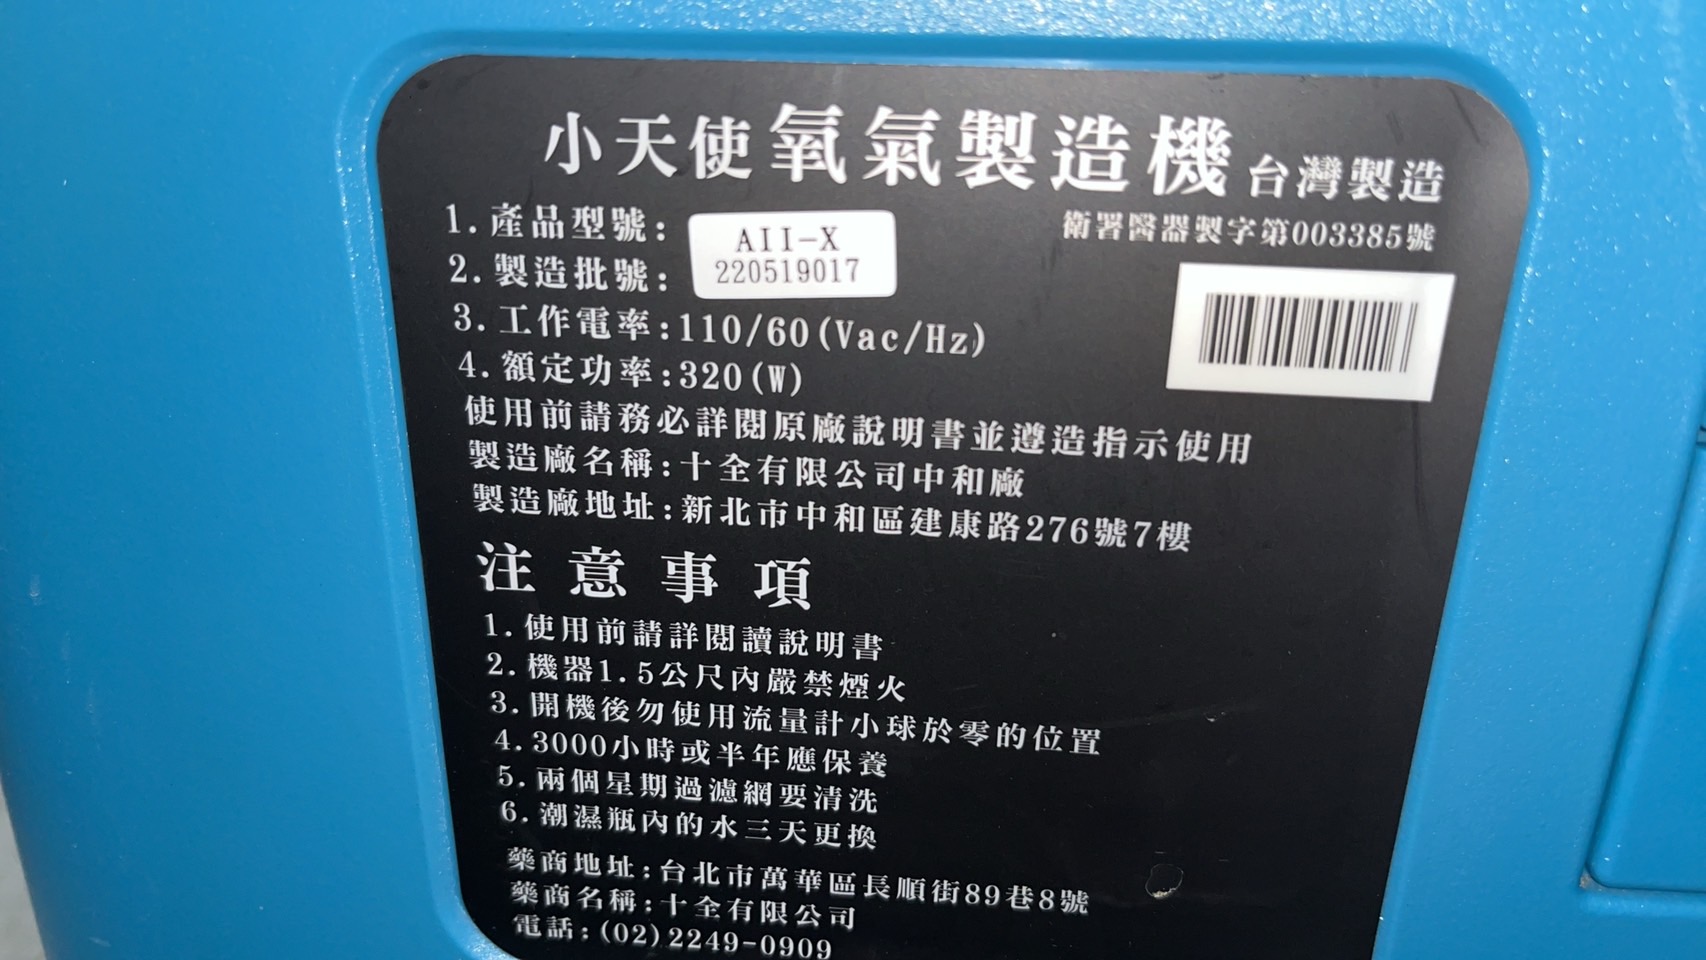 小天使氧氣製造機 台灣製造
衛署醫器製字第003385號
1.產品型號: AII-X
2.製造批號: 220519017
3.工作電率:110/60(Vac/Hz)
4.額定功率:320(W)
使用前請務必詳閱原廠說明書並遵造指示使用
製造廠名稱:十全有限公司中和廠
製造廠地址:新北市中和區建康路276號7樓
注意事項
1.使用前請詳閱讀說明書
2.機器1.5公尺內嚴禁煙火
3.開機後勿使用流量計小球於零的位置
4.3000小時或半年應保養
5.兩個星期過濾網要清洗
6.潮濕瓶內的水三天更換
藥商地址:台北市萬華區長順街89巷8號
藥商名稱:十全有限公司
電話:(02)2249-0909